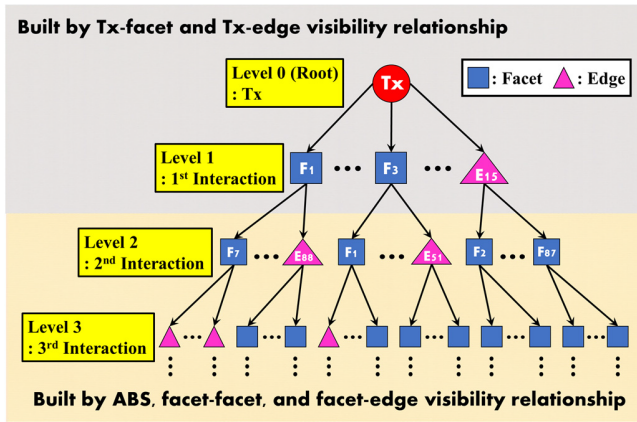 Built by Tx-facet and Tx-edge visibility relationship
Level 0 (Root)
: Tx
Tx
: Facet
: Edge
Level 1
: 1st Interaction
F1
•••
F3
•••
E15
Level 2
: 2nd Interaction
F7
•••
E88
F1
•••
E51
F2
•••
F87
Level 3
: 3rd Interaction
Built by ABS, facet-facet, and facet-edge visibility relationship